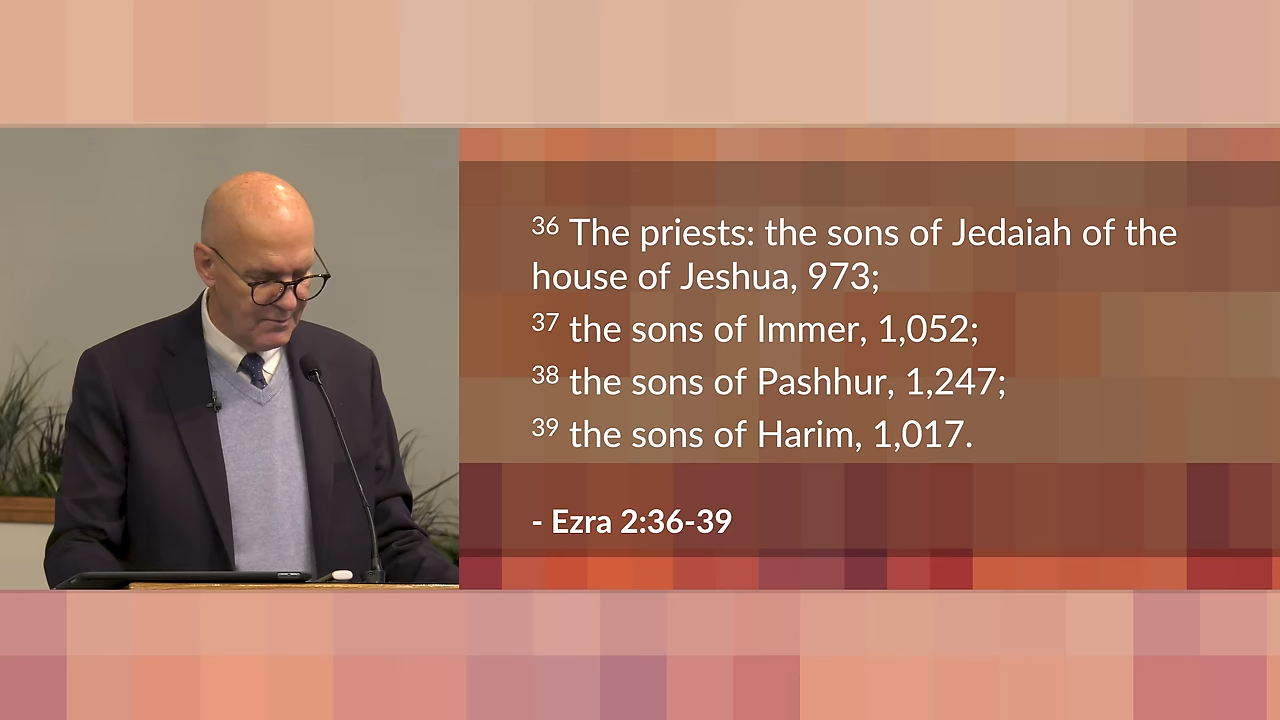 36 The priests: the sons of Jedaiah of the
house of Jeshua, 973;
37 the sons of Immer, 1,052;
38 the sons of Pashhur, 1,247;
39 the sons of Harim, 1,017.
- Ezra 2:36-39